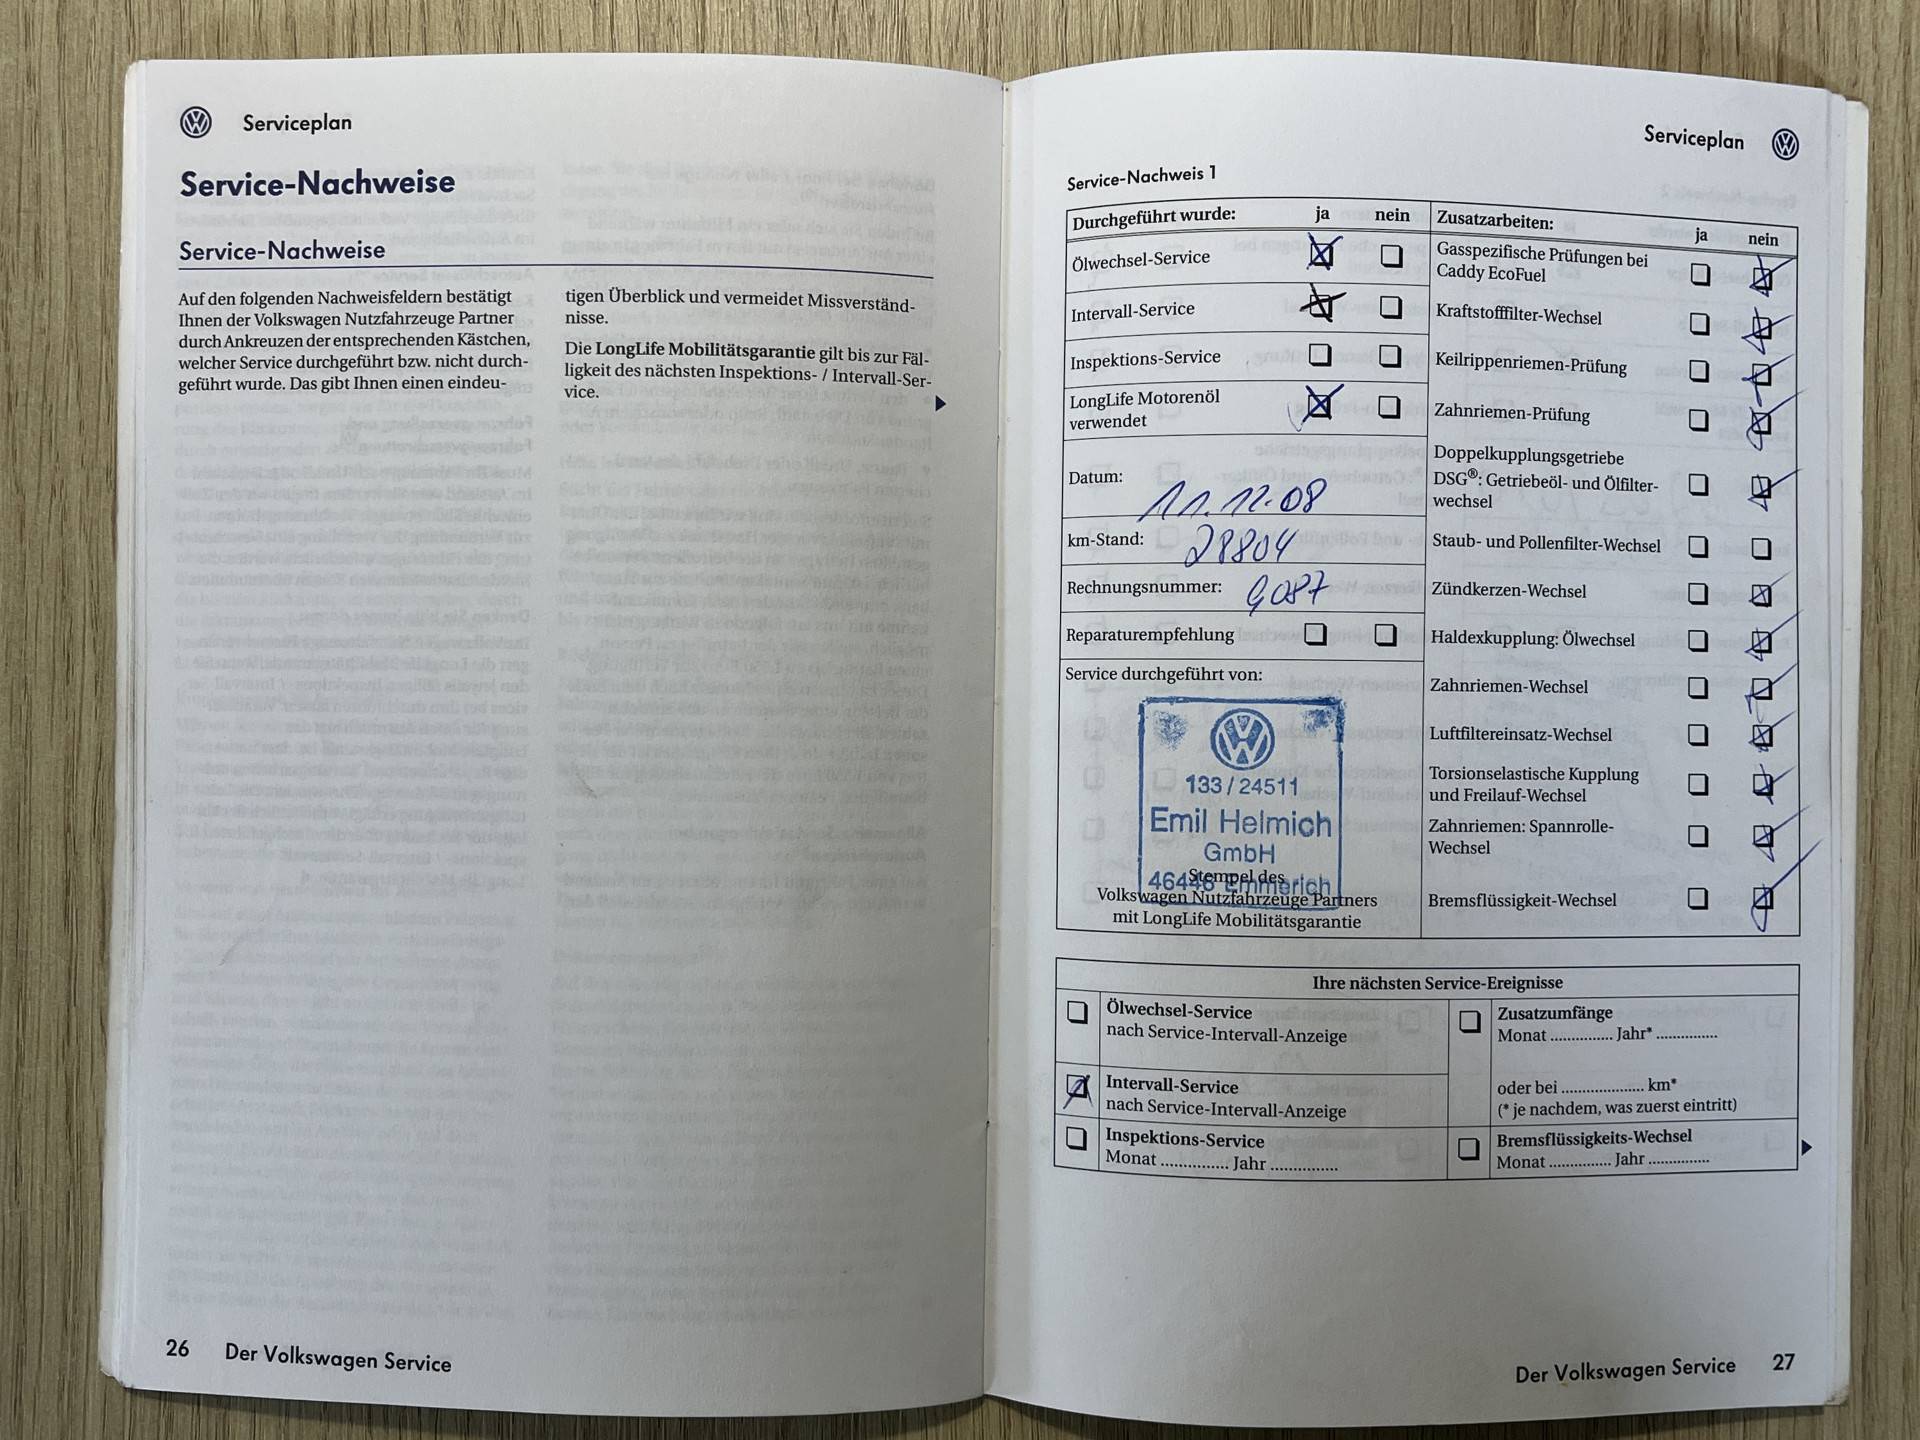 Serviceplan
Service-Nachweise
Service-Nachweise
Auf den folgenden Nachweisfeldern bestätigt
Ihnen der Volkswagen Nutzfahrzeuge Partner
durch Ankreuzen der entsprechenden Kästchen,
welcher Service durchgeführt bzw. nicht durch-
geführt wurde. Das gibt Ihnen einen eindeu-
tigen Überblick und vermeidet Missverständ-
nisse.
Die LongLife Mobilitätsgarantie gilt bis zur Fäl-
ligkeit des nächsten Inspektions- / Intervall-Ser-
vice.
26 Der Volkswagen Service
Serviceplan
Service-Nachweis 1
Durchgeführt wurde: ja nein
Ölwechsel-Service
Intervall-Service
Inspektions-Service
LongLife Motorenöl
verwendet
Datum: 11.12.08
km-Stand: 28804
Rechnungsnummer: 9087
Reparaturempfehlung
Service durchgeführt von:
133 / 24511
Emil Helmich
GmbH
46446 Emmerich
Stempel des
Volkswagen Nutzfahrzeuge Partners
mit LongLife Mobilitätsgarantie
Zusatzarbeiten: ja nein
Gasspezifische Prüfungen bei
Caddy EcoFuel
Kraftstofffilter-Wechsel
Keilrippenriemen-Prüfung
Zahnriemen-Prüfung
Doppelkupplungsgetriebe
DSG®: Getriebeöl- und Ölfilter-
wechsel
Staub- und Pollenfilter-Wechsel
Zündkerzen-Wechsel
Haldexkupplung: Ölwechsel
Zahnriemen-Wechsel
Luftfiltereinsatz-Wechsel
Torsionselastische Kupplung
und Freilauf-Wechsel
Zahnriemen: Spannrolle-
Wechsel
Bremsflüssigkeit-Wechsel
Ihre nächsten Service-Ereignisse
Ölwechsel-Service
nach Service-Intervall-Anzeige
Intervall-Service
nach Service-Intervall-Anzeige
Inspektions-Service
Monat ............... Jahr ...............
Zusatzumfänge
Monat ............... Jahr* ...............
oder bei .................... km*
(* je nachdem, was zuerst eintritt)
Bremsflüssigkeits-Wechsel
Monat ............... Jahr ...............
Der Volkswagen Service 27